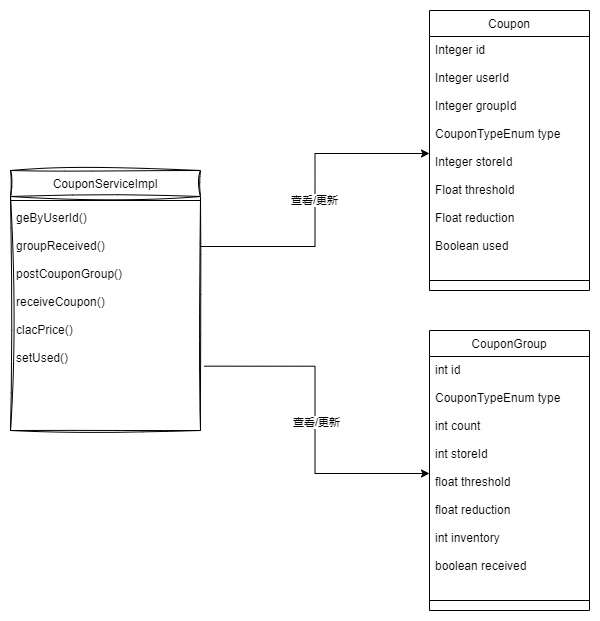 CouponServiceImpl
geByUserId()
groupReceived()
postCouponGroup()
receiveCoupon()
clacPrice()
setUsed()
查看/更新
查看/更新
Coupon
Integer id
Integer userId
Integer groupId
CouponTypeEnum type
Integer storeId
Float threshold
Float reduction
Boolean used
CouponGroup
int id
CouponTypeEnum type
int count
int storeId
float threshold
float reduction
int inventory
boolean received